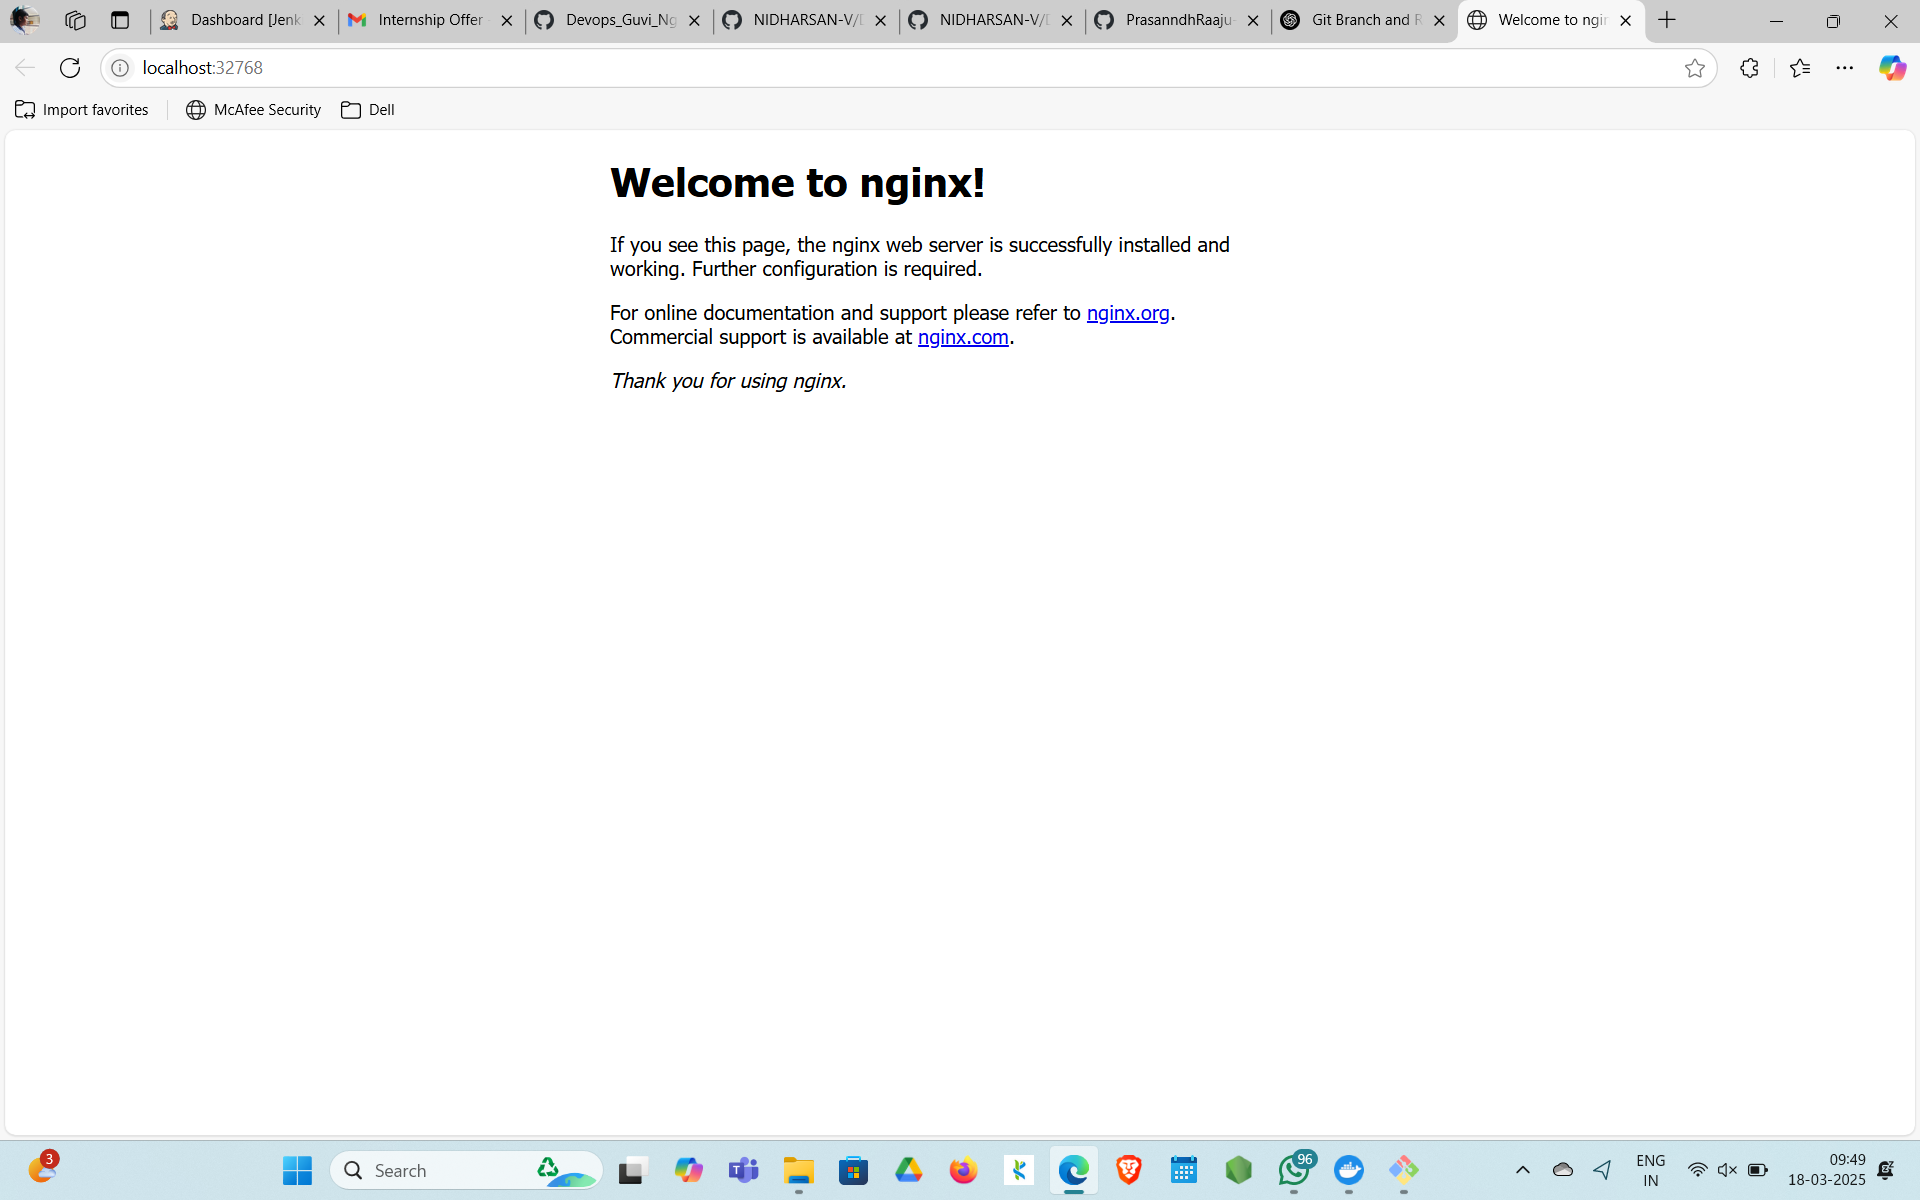 Dashboard [Jenk
Internship Offer
Devops_Guvi_Ng
NIDHARSAN-V/D
NIDHARSAN-V/D
PrasanndhRaaju-
Git Branch and R
Welcome to ngin
localhost:32768
Import favorites
McAfee Security
Dell
Welcome to nginx!
If you see this page, the nginx web server is successfully installed and
working. Further configuration is required.
For online documentation and support please refer to nginx.org.
Commercial support is available at nginx.com.
Thank you for using nginx.
3
Search
96
ENG
IN
09:49
18-03-2025